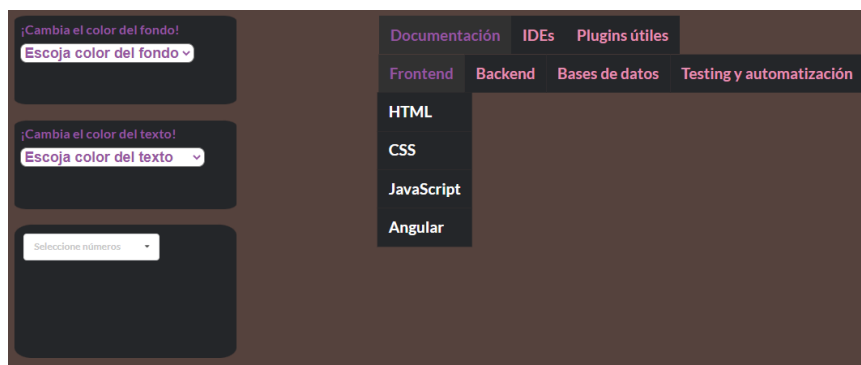 ¡Cambia el color del fondo!
Escoja color del fondo
¡Cambia el color del texto!
Escoja color del texto
Seleccione números
Documentación IDEs Plugins útiles
Frontend Backend Bases de datos Testing y automatización
HTML
CSS
JavaScript
Angular